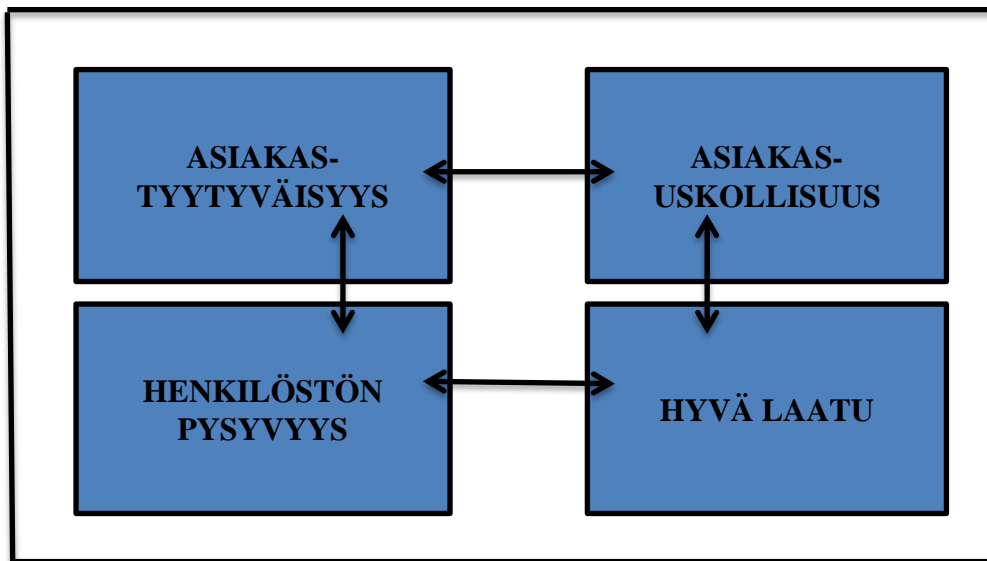 ASIAKAS-
TYYTYVÄISYYS
ASIAKAS-
USKOLLISUUS
HENKILÖSTÖN
PYSYVYYS
HYVÄ LAATU